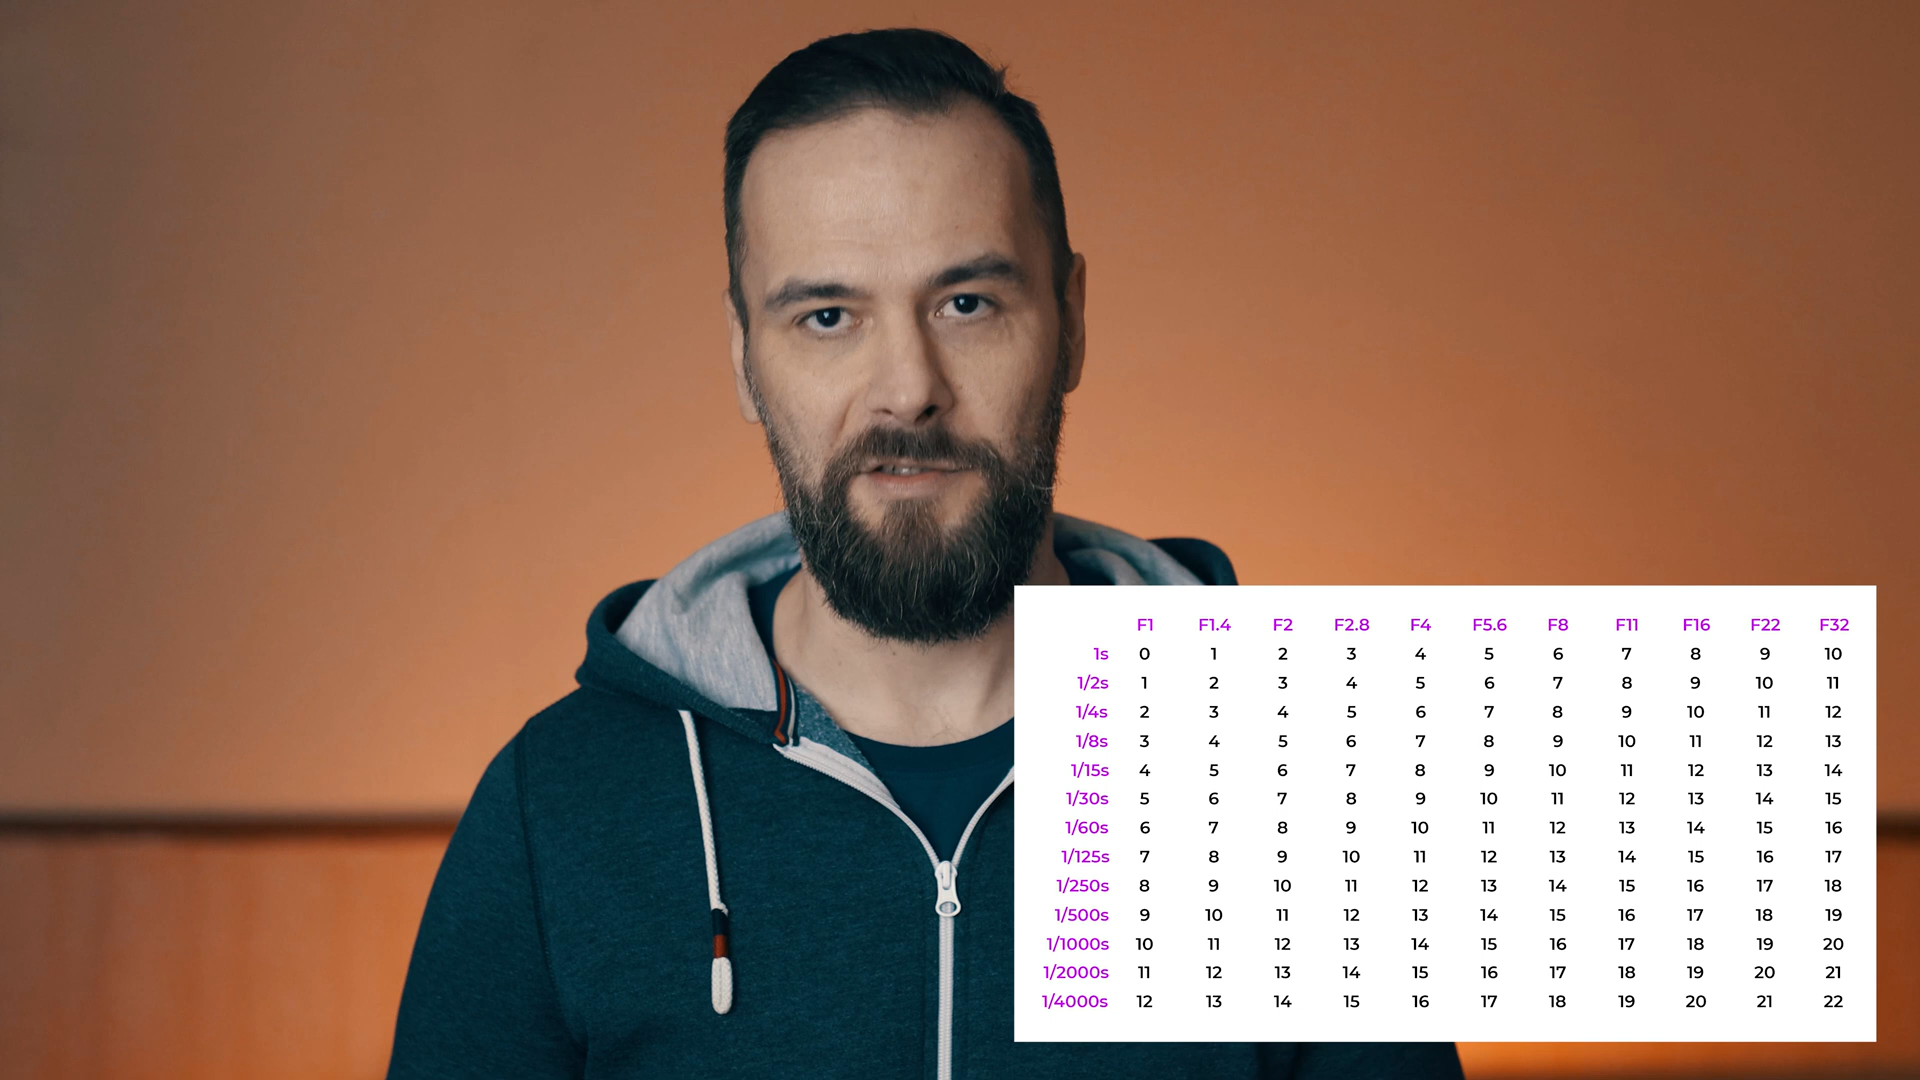 F1 F1.4 F2 F2.8 F4 F5.6 F8 F11 F16 F22 F32
1s 0 1 2 3 4 5 6 7 8 9 10
1/2s 1 2 3 4 5 6 7 8 9 10 11
1/4s 2 3 4 5 6 7 8 9 10 11 12
1/8s 3 4 5 6 7 8 9 10 11 12 13
1/15s 4 5 6 7 8 9 10 11 12 13 14
1/30s 5 6 7 8 9 10 11 12 13 14 15
1/60s 6 7 8 9 10 11 12 13 14 15 16
1/125s 7 8 9 10 11 12 13 14 15 16 17
1/250s 8 9 10 11 12 13 14 15 16 17 18
1/500s 9 10 11 12 13 14 15 16 17 18 19
1/1000s 10 11 12 13 14 15 16 17 18 19 20
1/2000s 11 12 13 14 15 16 17 18 19 20 21
1/4000s 12 13 14 15 16 17 18 19 20 21 22